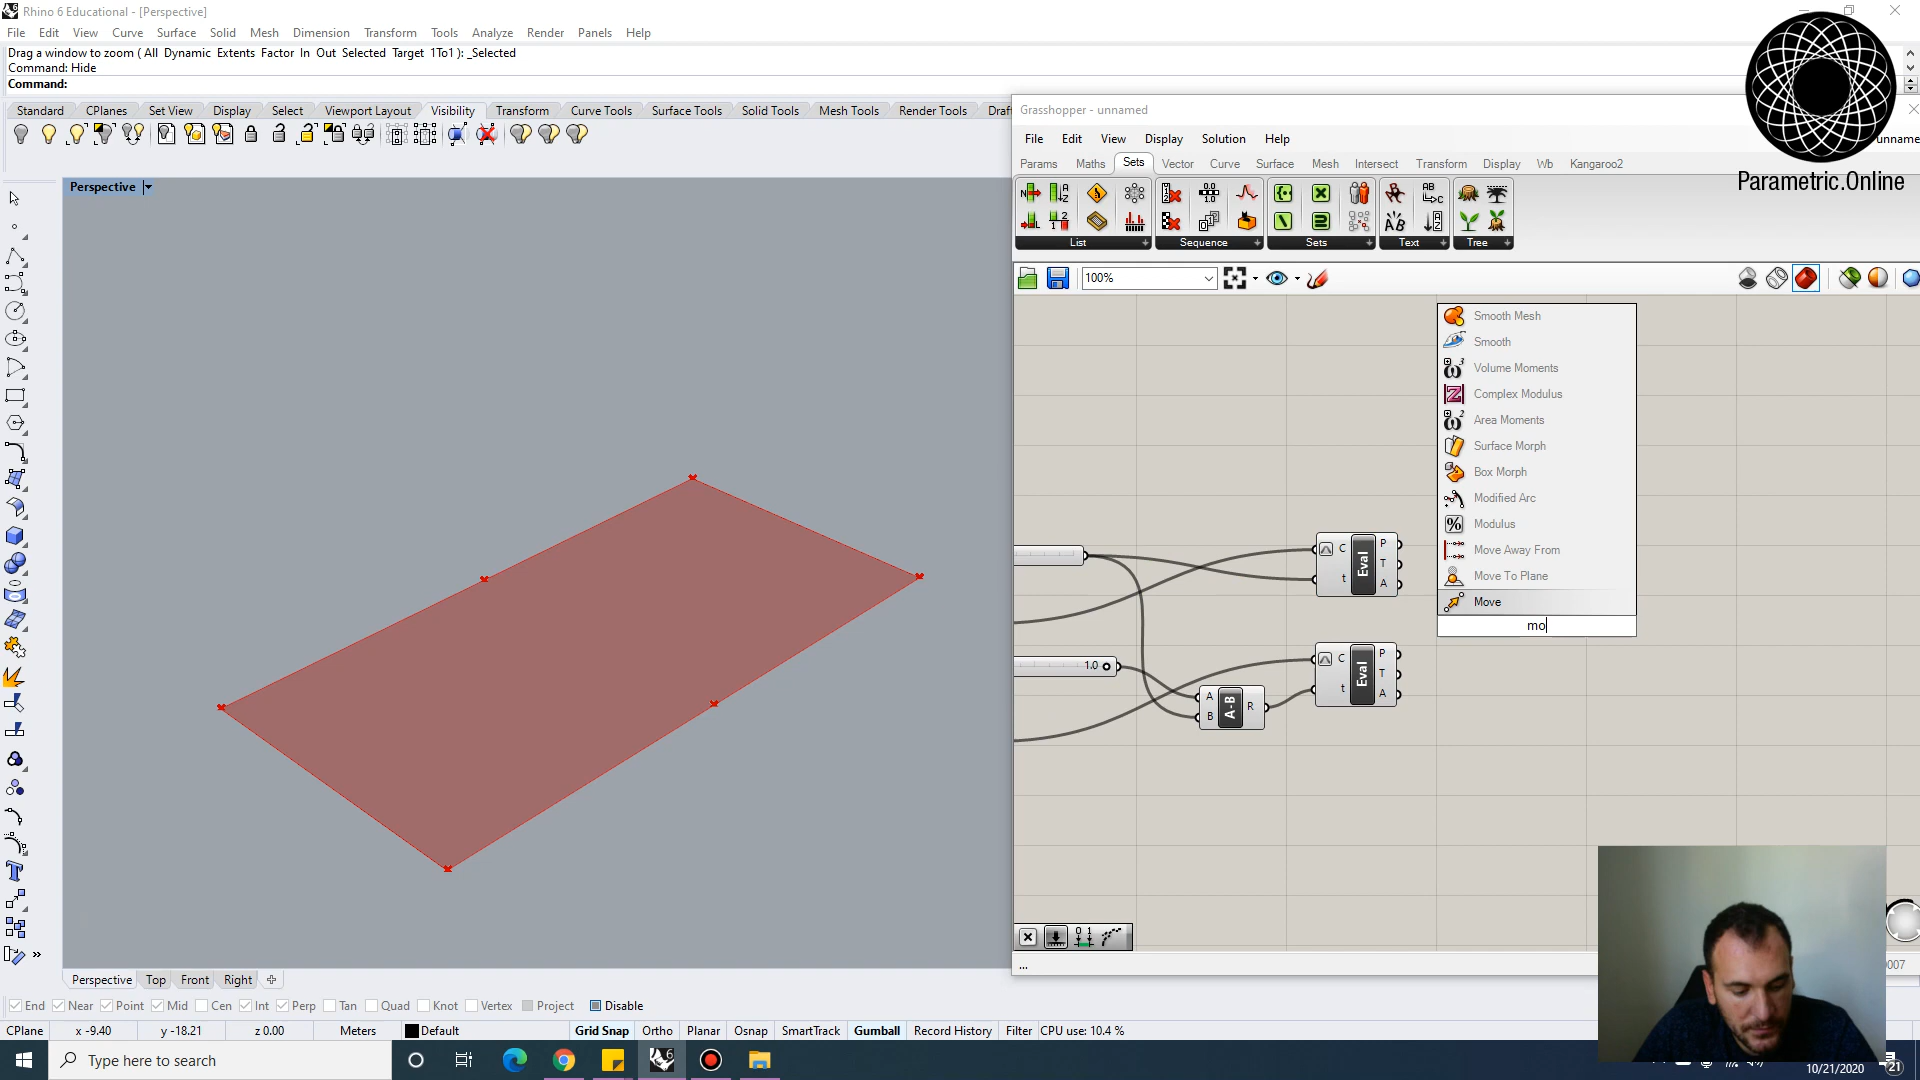 Rhino 6 Educational - [Perspective]
File Edit View Curve Surface Solid Mesh Dimension Transform Tools Analyze Render Panels Help
Drag a window to zoom ( All Dynamic Extents Factor In Out Selected Target 1To1 ): _Selected
Command: Hide
Command:
Standard CPlanes Set View Display Select Viewport Layout Visibility Transform Curve Tools Surface Tools Solid Tools Mesh Tools Render Tools Draf
Grasshopper - unnamed
File Edit View Display Solution Help
unname
Params Maths Sets Vector Curve Surface Mesh Intersect Transform Display Wb Kangaroo2
Parametric.Online
List Sequence Sets Text Tree
100%
Perspective
Smooth Mesh
Smooth
Volume Moments
Complex Modulus
Area Moments
Surface Morph
Box Morph
Modified Arc
Modulus
Move Away From
Move To Plane
Move
mo
C t Eval P T A
1.0
A B A-B R
C t Eval P T A
...
0007
Perspective Top Front Right
End Near Point Mid Cen Int Perp Tan Quad Knot Vertex Project Disable
CPlane x -9.40 y -18.21 z 0.00 Meters Default Grid Snap Ortho Planar Osnap SmartTrack Gumball Record History Filter CPU use: 10.4 %
Type here to search
10/21/2020
21